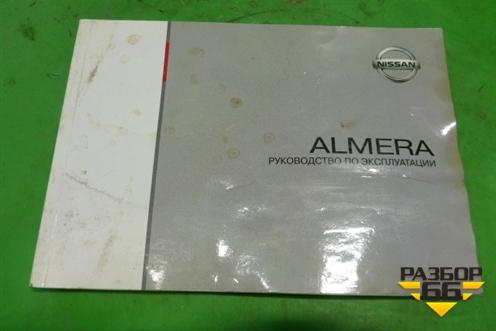 NISSAN
ALMERA
РУКОВОДСТВО ПО ЭКСПЛУАТАЦИИ
РАЗБОР
66